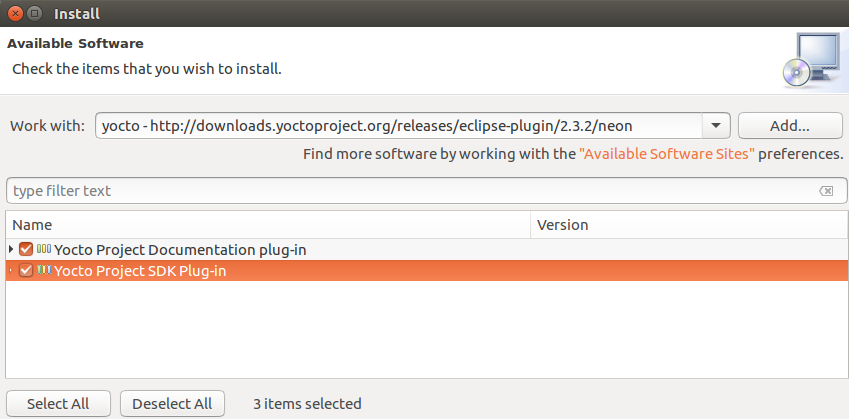 Install
Available Software
Check the items that you wish to install.
Work with: yocto - http://downloads.yoctoproject.org/releases/eclipse-plugin/2.3.2/neon Add...
Find more software by working with the "Available Software Sites" preferences.
type filter text
Name Version
Yocto Project Documentation plug-in
Yocto Project SDK Plug-in
Select All Deselect All 3 items selected